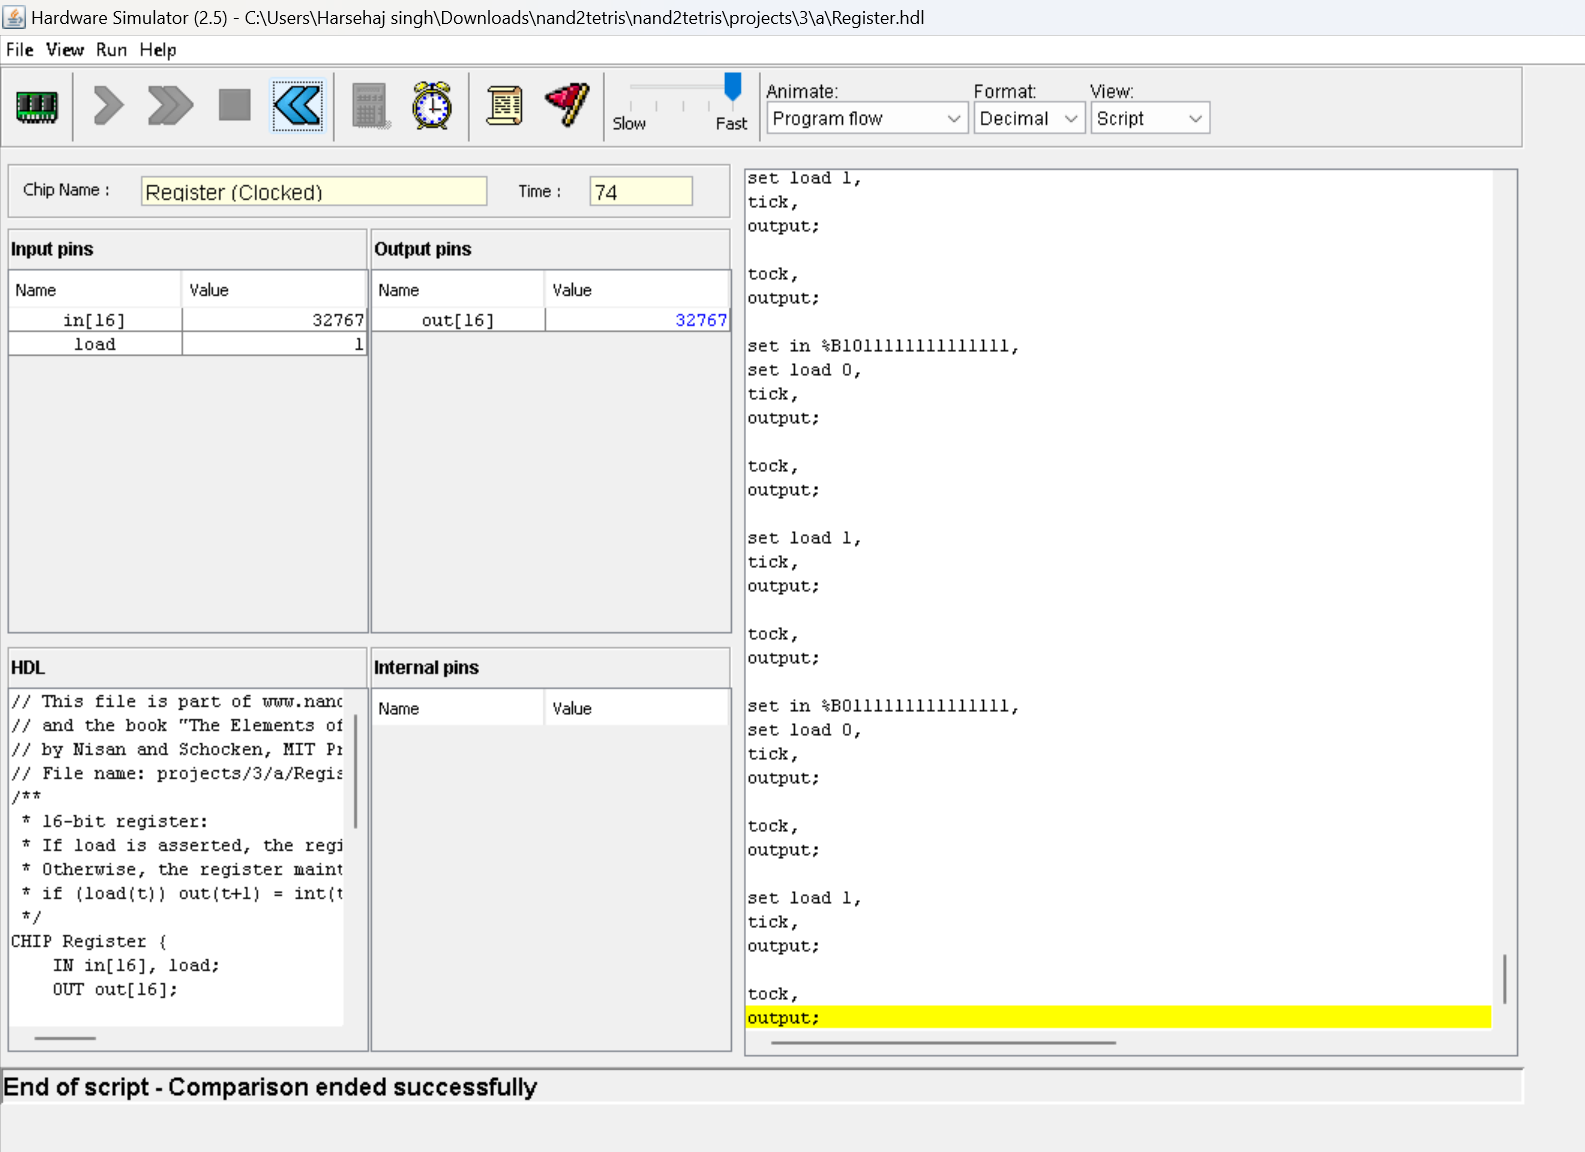 Hardware Simulator (2.5) - C:\Users\Harsehaj singh\Downloads\nand2tetris\nand2tetris\projects\3\a\Register.hdl
File View Run Help
Slow Fast
Animate:
Program flow
Format:
Decimal
View:
Script
Chip Name :
Register (Clocked)
Time :
74
Input pins
Name Value
in[16] 32767
load 1
Output pins
Name Value
out[16] 32767
HDL
// This file is part of www.nand
// and the book "The Elements of
// by Nisan and Schocken, MIT Pr
// File name: projects/3/a/Regis
/**
* 16-bit register:
* If load is asserted, the regi
* Otherwise, the register maint
* if (load(t)) out(t+1) = int(t
*/
CHIP Register {
IN in[16], load;
OUT out[16];
Internal pins
Name Value
set load 1,
tick,
output;
tock,
output;
set in %B1011111111111111,
set load 0,
tick,
output;
tock,
output;
set load 1,
tick,
output;
tock,
output;
set in %B0111111111111111,
set load 0,
tick,
output;
tock,
output;
set load 1,
tick,
output;
tock,
output;
End of script - Comparison ended successfully